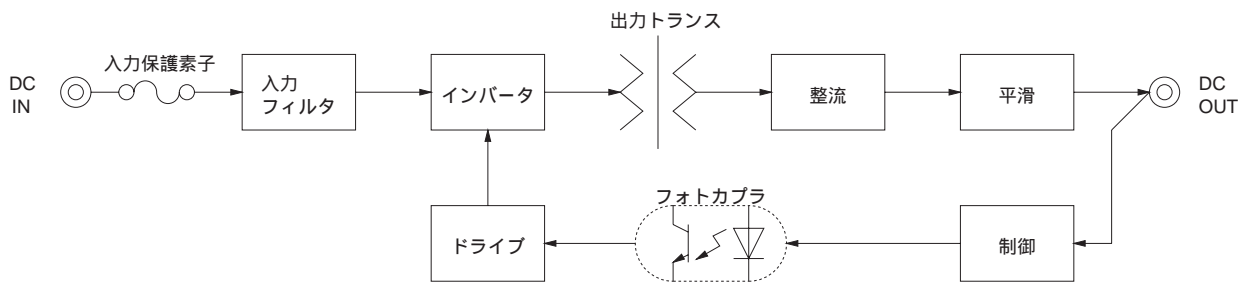 出力トランス
入力保護素子
DC
IN
入力
フィルタ
インバータ
整流
平滑
DC
OUT
フォトカプラ
ドライブ
制御